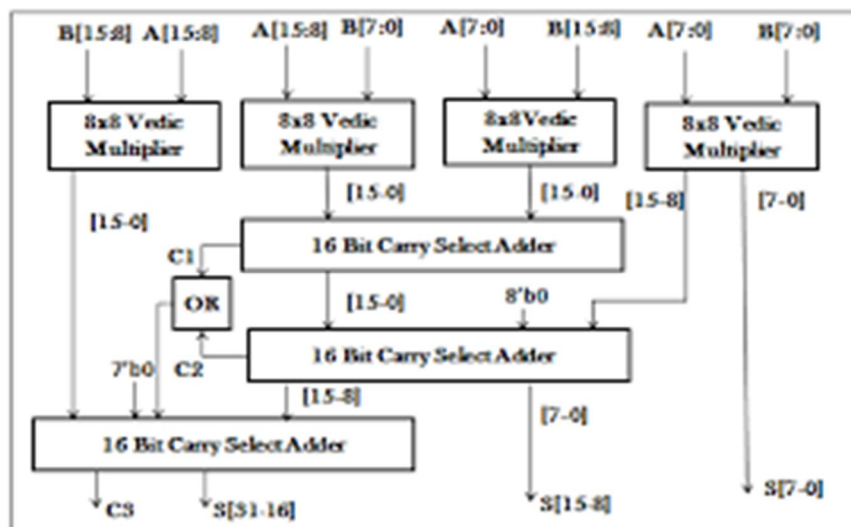 B[15:8] A[15:8] A[15:8] B[7:0] A[7:0] B[15:8] A[7:0] B[7:0]
8x8 Vedic Multiplier
8x8 Vedic Multiplier
8x8 Vedic Multiplier
8x8 Vedic Multiplier
[15-0] [15-0] [15-8] [7-0]
[15-0]
16 Bit Carry Select Adder
C1
OR
[15-0]
8'b0
16 Bit Carry Select Adder
7'b0 C2
[15-8]
[7-0]
16 Bit Carry Select Adder
C3 S[31-16] S[15-8] S[7-0]